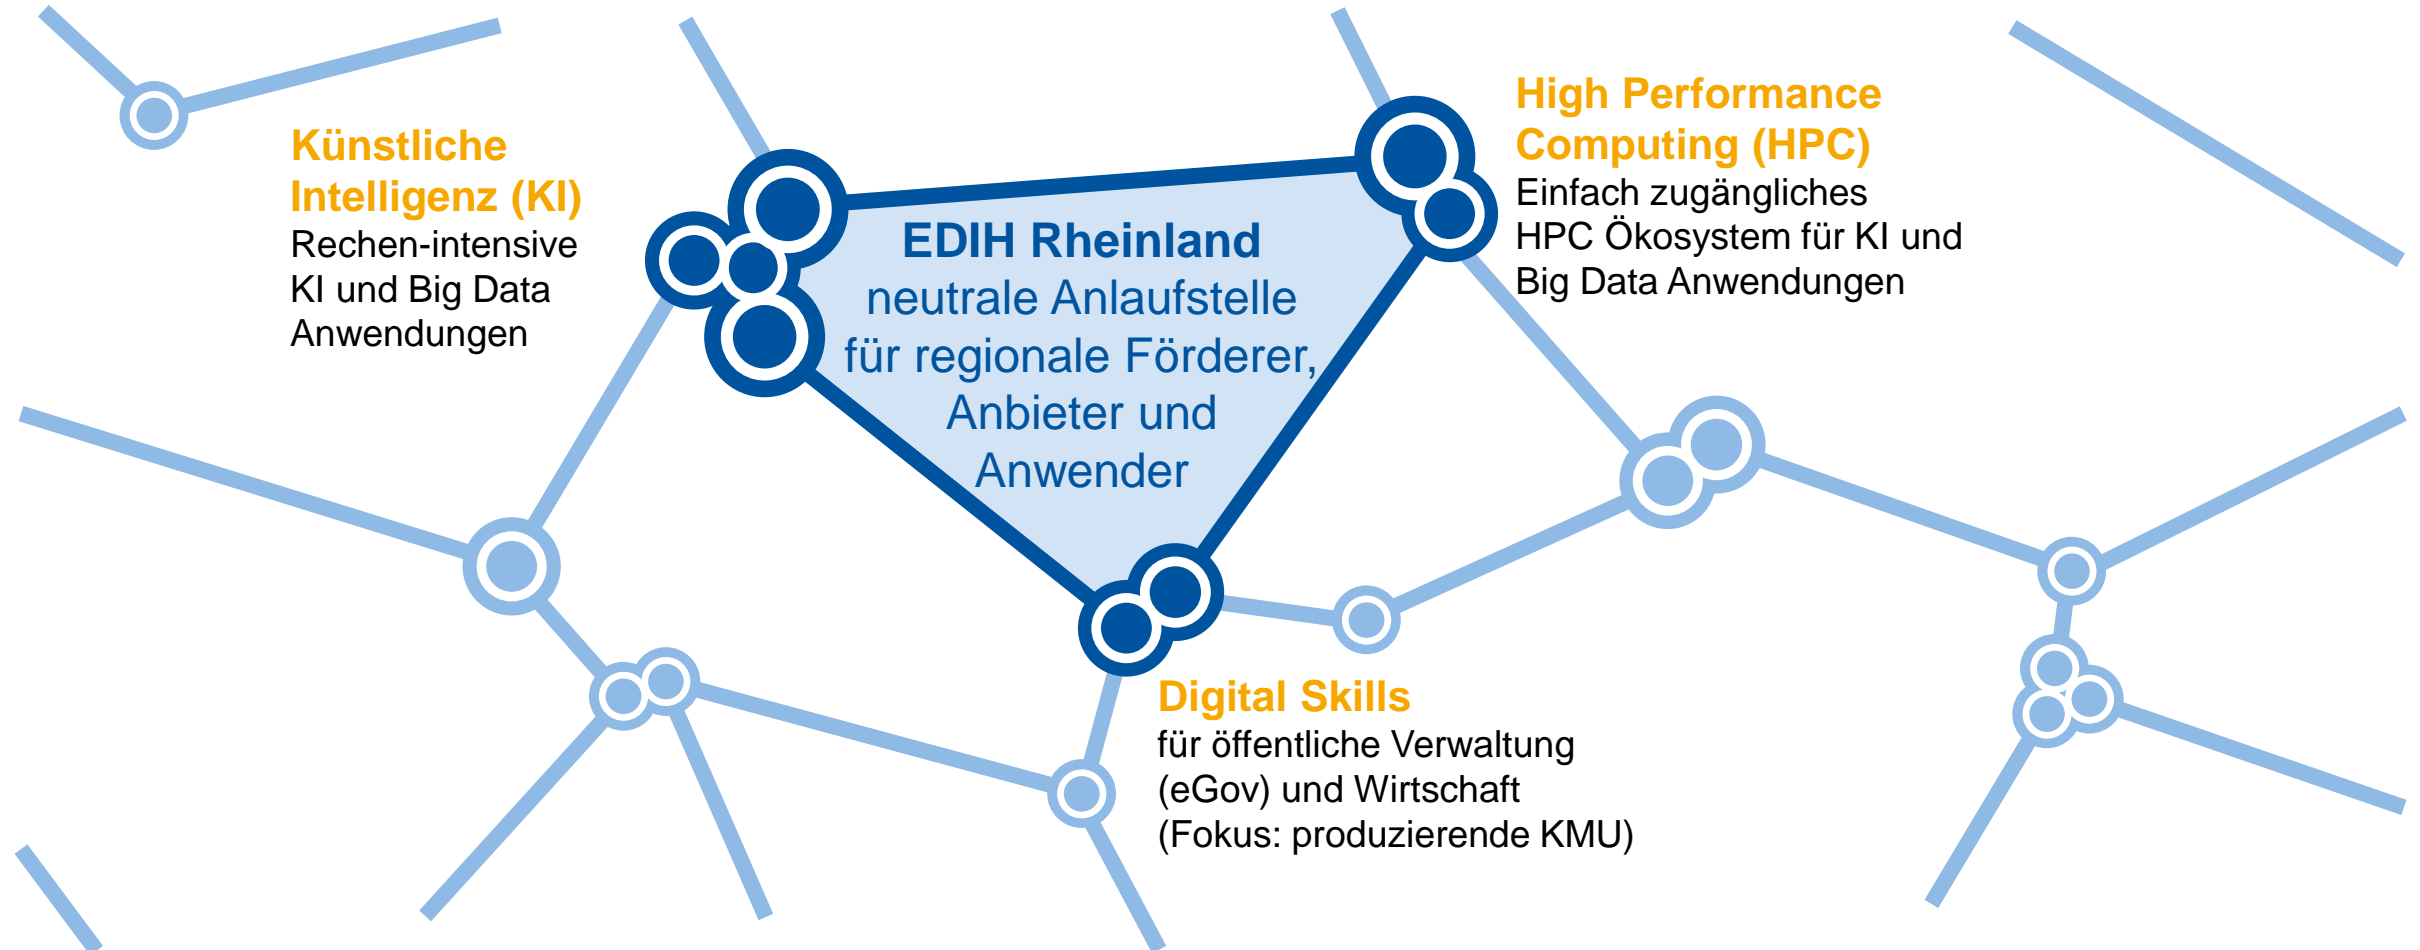 Künstliche
Intelligenz (KI)
Rechen-intensive
KI und Big Data
Anwendungen
EDIH Rheinland
neutrale Anlaufstelle
für regionale Förderer,
Anbieter und
Anwender
High Performance
Computing (HPC)
Einfach zugängliches
HPC Ökosystem für KI und
Big Data Anwendungen
Digital Skills
für öffentliche Verwaltung
(eGov) und Wirtschaft
(Fokus: produzierende KMU)